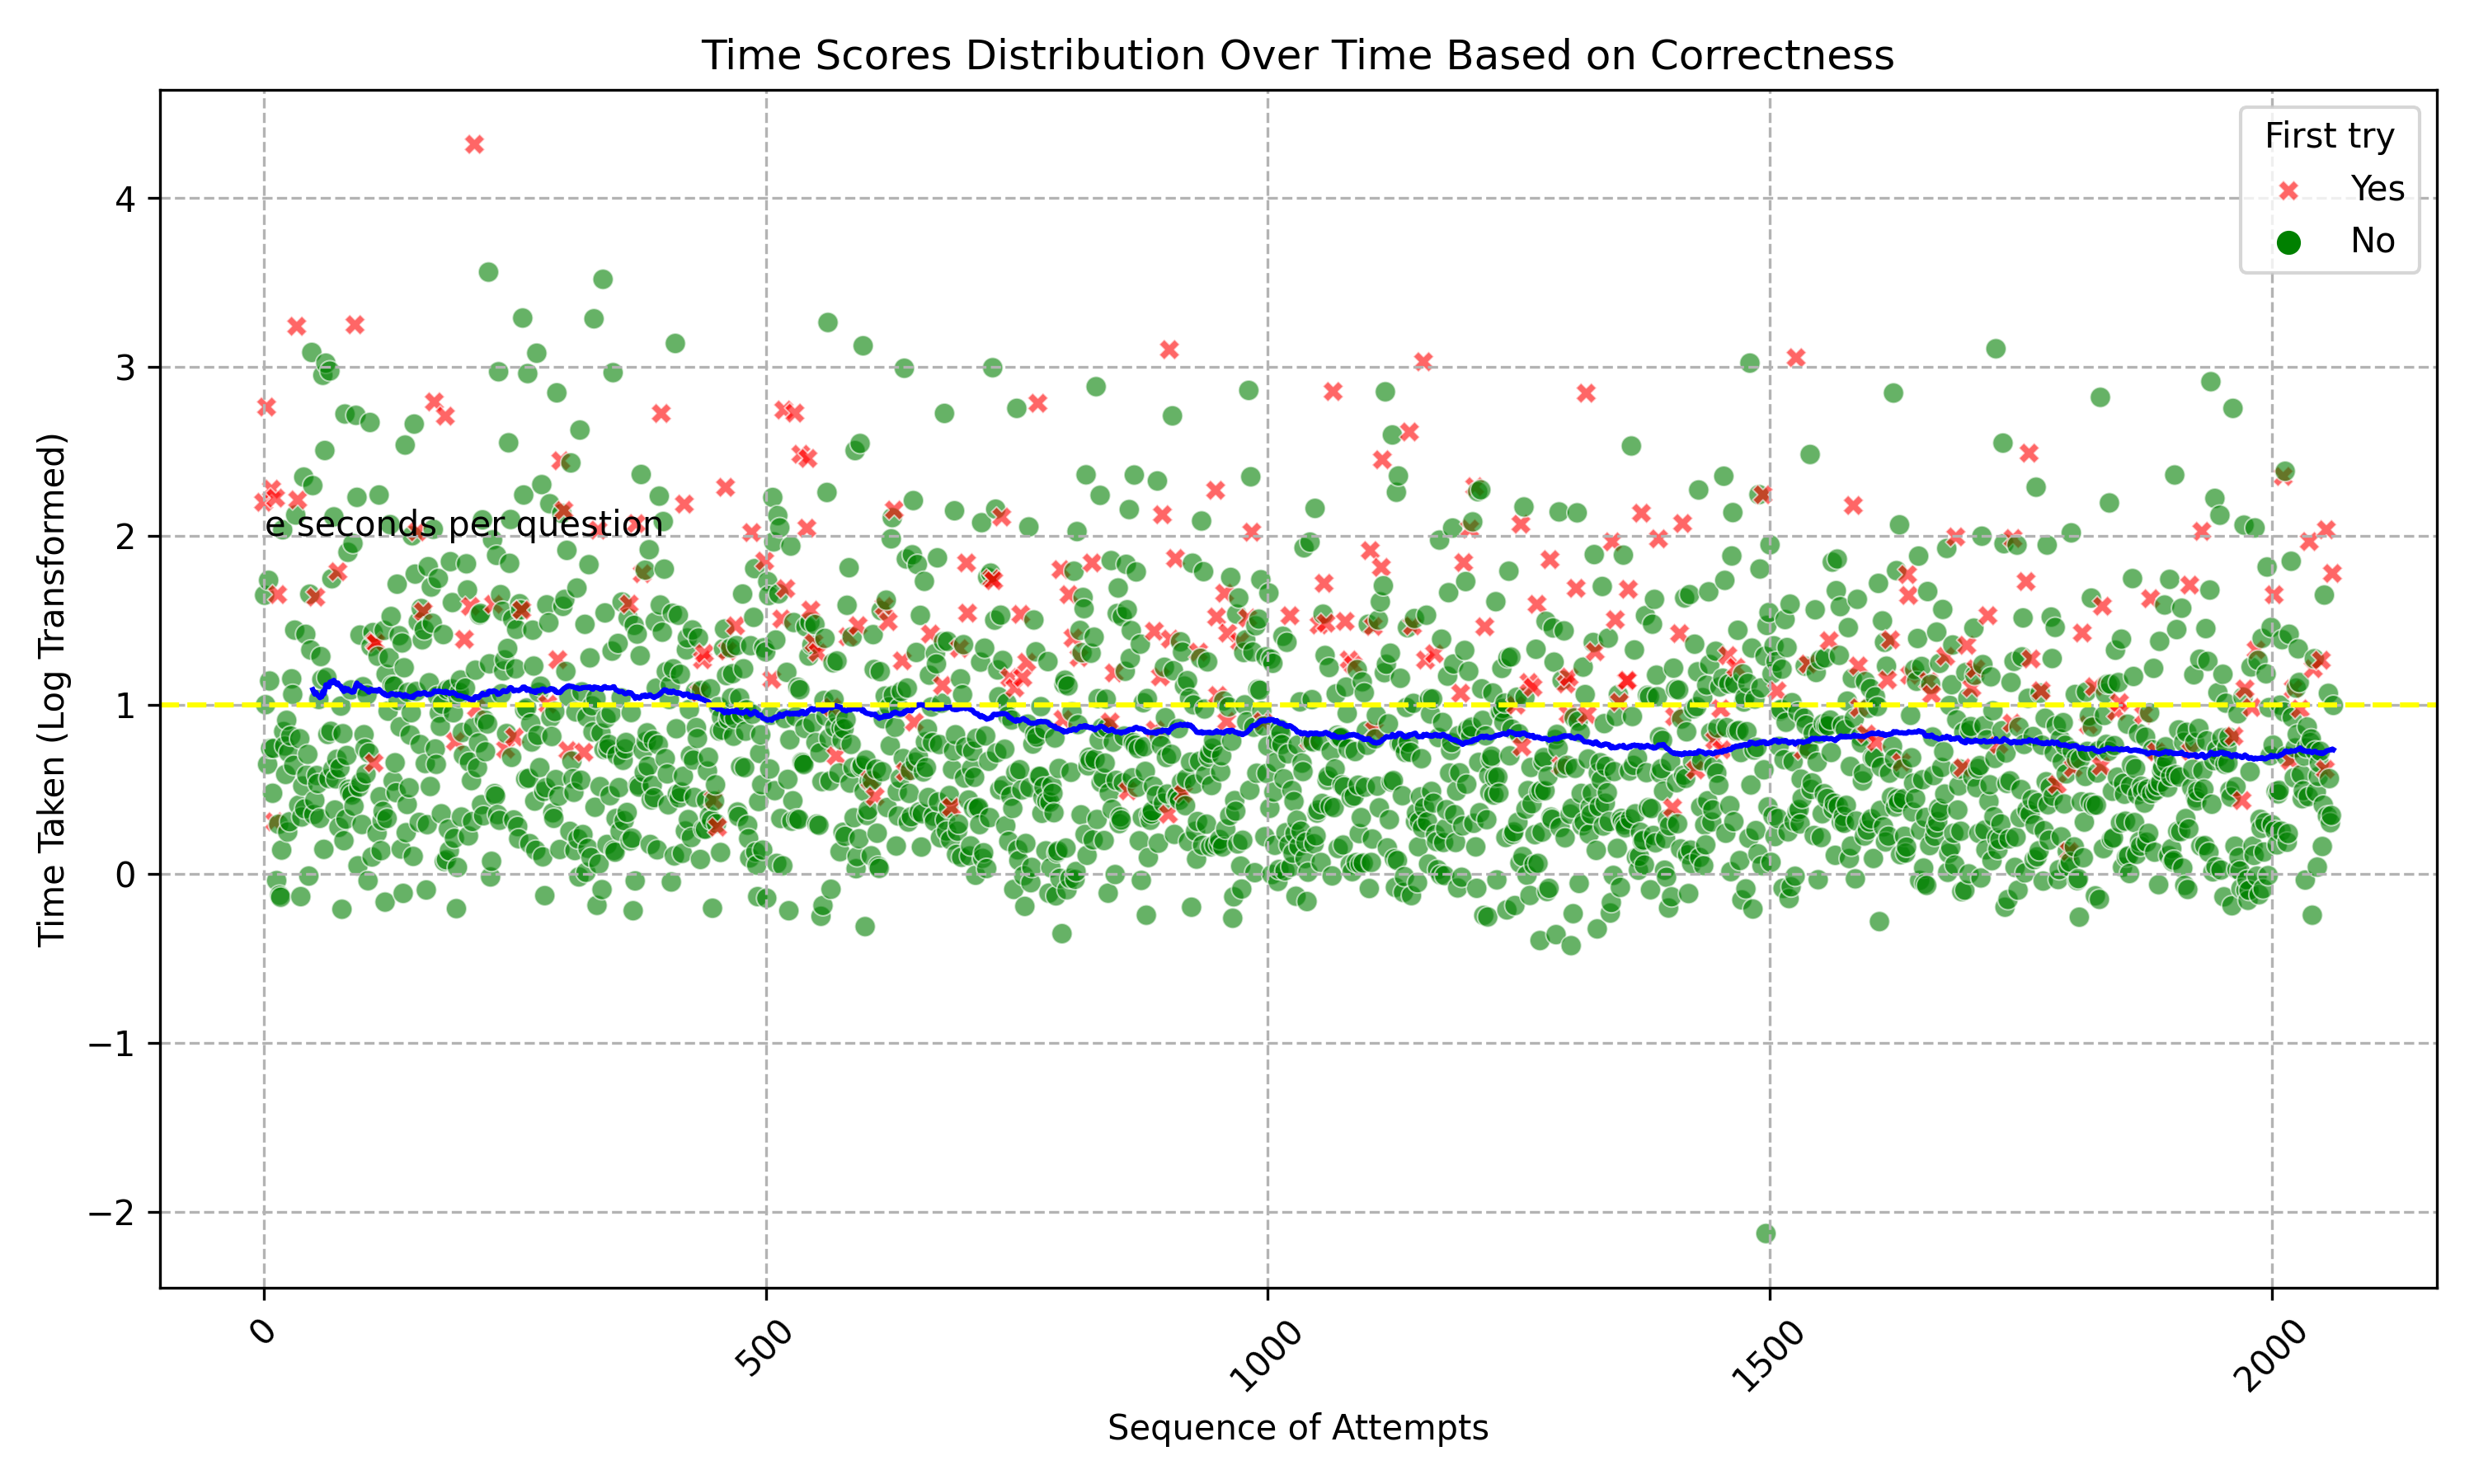 Time Scores Distribution Over Time Based on Correctness
First try
Yes
No
Time Taken (Log Transformed)
4
3
2
1
0
−1
−2
e seconds per question
0
500
1000
1500
2000
Sequence of Attempts